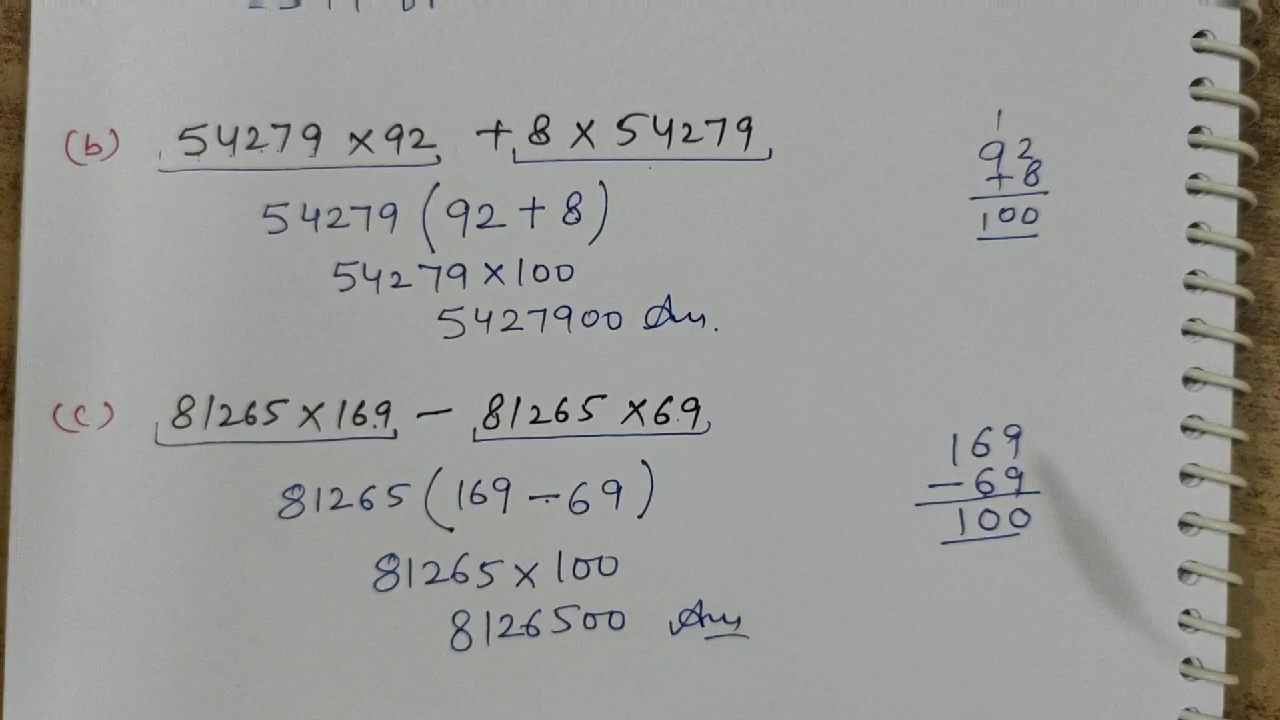 (b) 54279 × 92 + 8 × 54279
54279 (92 + 8)
54279 × 100
5427900 Ans.
1
92
+8
100
(c) 81265 × 169 − 81265 × 69
81265 (169 − 69)
81265 × 100
8126500 Ans
169
− 69
100